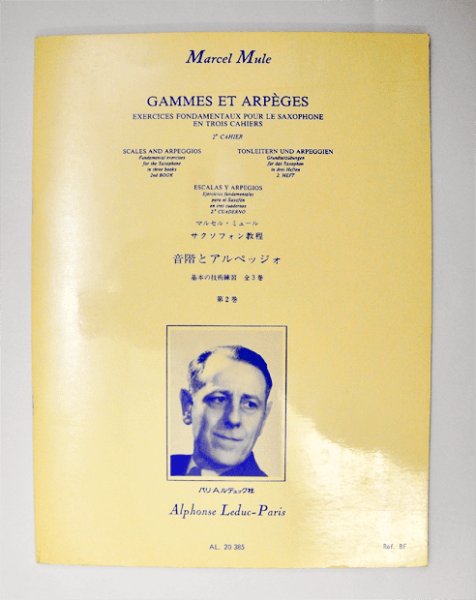 Marcel Mule
GAMMES ET ARPÈGES
EXERCICES FONDAMENTAUX POUR LE SAXOPHONE
EN TROIS CAHIERS
2e CAHIER
SCALES AND ARPEGGIOS
Fundamental exercises
for the Saxophone
in three books
2nd BOOK
TONLEITERN UND ARPEGGIEN
Grundlatzübungen
für das Saxophon
in drei Heften
2. HEFT
ESCALAS Y ARPEGIOS
Ejercicios fundamentales
para el Saxofón
en tres cuadernos
2º CUADERNO
マルセル・ミュール
サクソフォン教程
音階とアルペッジォ
基本の技術練習 全3巻
第2巻
パリ・A.ルデュック社
Alphonse Leduc-Paris
AL. 20 385
Réf. BF